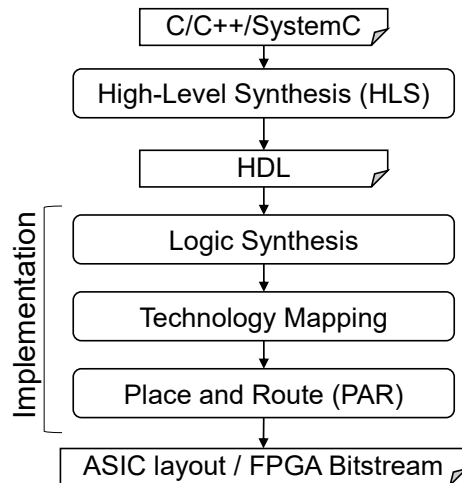 C/C++/SystemC
High-Level Synthesis (HLS)
HDL
Implementation
Logic Synthesis
Technology Mapping
Place and Route (PAR)
ASIC layout / FPGA Bitstream